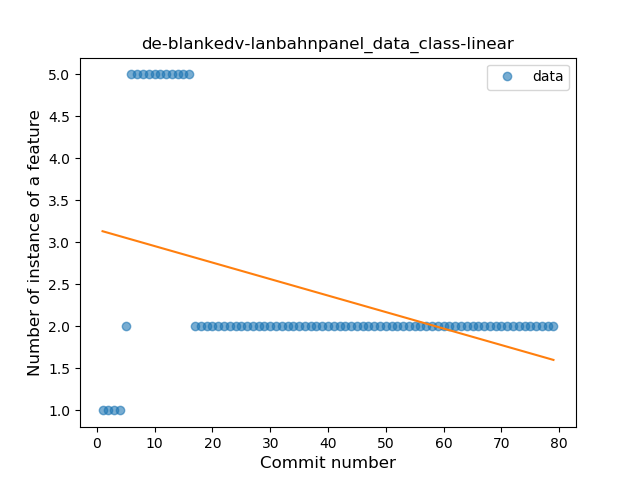 de-blankedv-lanbahnpanel_data_class-linear
data
Number of instance of a feature
5.0
4.5
4.0
3.5
3.0
2.5
2.0
1.5
1.0
0 10 20 30 40 50 60 70 80
Commit number